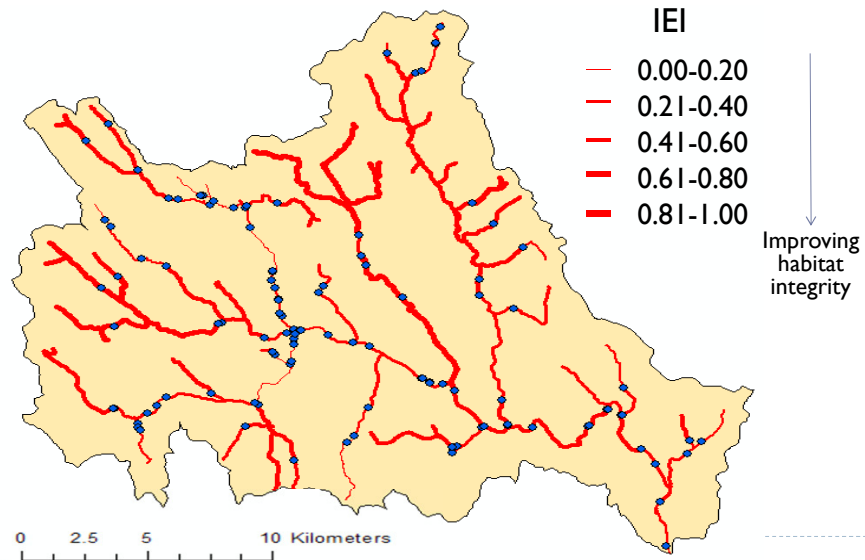 IEI
0.00-0.20
0.21-0.40
0.41-0.60
0.61-0.80
0.81-1.00
Improving
habitat
integrity
0 2.5 5 10 Kilometers